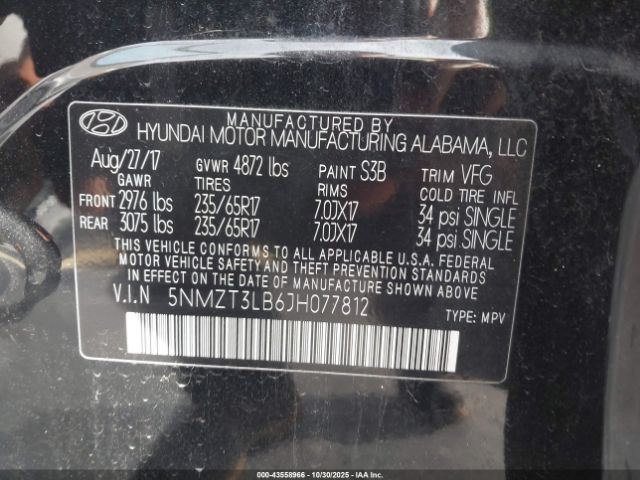 MANUFACTURED BY
HYUNDAI MOTOR MANUFACTURING ALABAMA, LLC
Aug/27/17 GVWR 4872 lbs PAINT S3B TRIM VFG
GAWR TIRES RIMS COLD TIRE INFL
FRONT 2976 lbs 235/65R17 7.0JX17 34 psi SINGLE
REAR 3075 lbs 235/65R17 7.0JX17 34 psi SINGLE
THIS VEHICLE CONFORMS TO ALL APPLICABLE U.S.A. FEDERAL
MOTOR VEHICLE SAFETY AND THEFT PREVENTION STANDARDS
IN EFFECT ON THE DATE OF MANUFACTURE SHOWN ABOVE.
V.I.N 5NMZT3LB6JH077812
TYPE: MPV
© 43558966 - 10/30/2025 - IAAI.COM